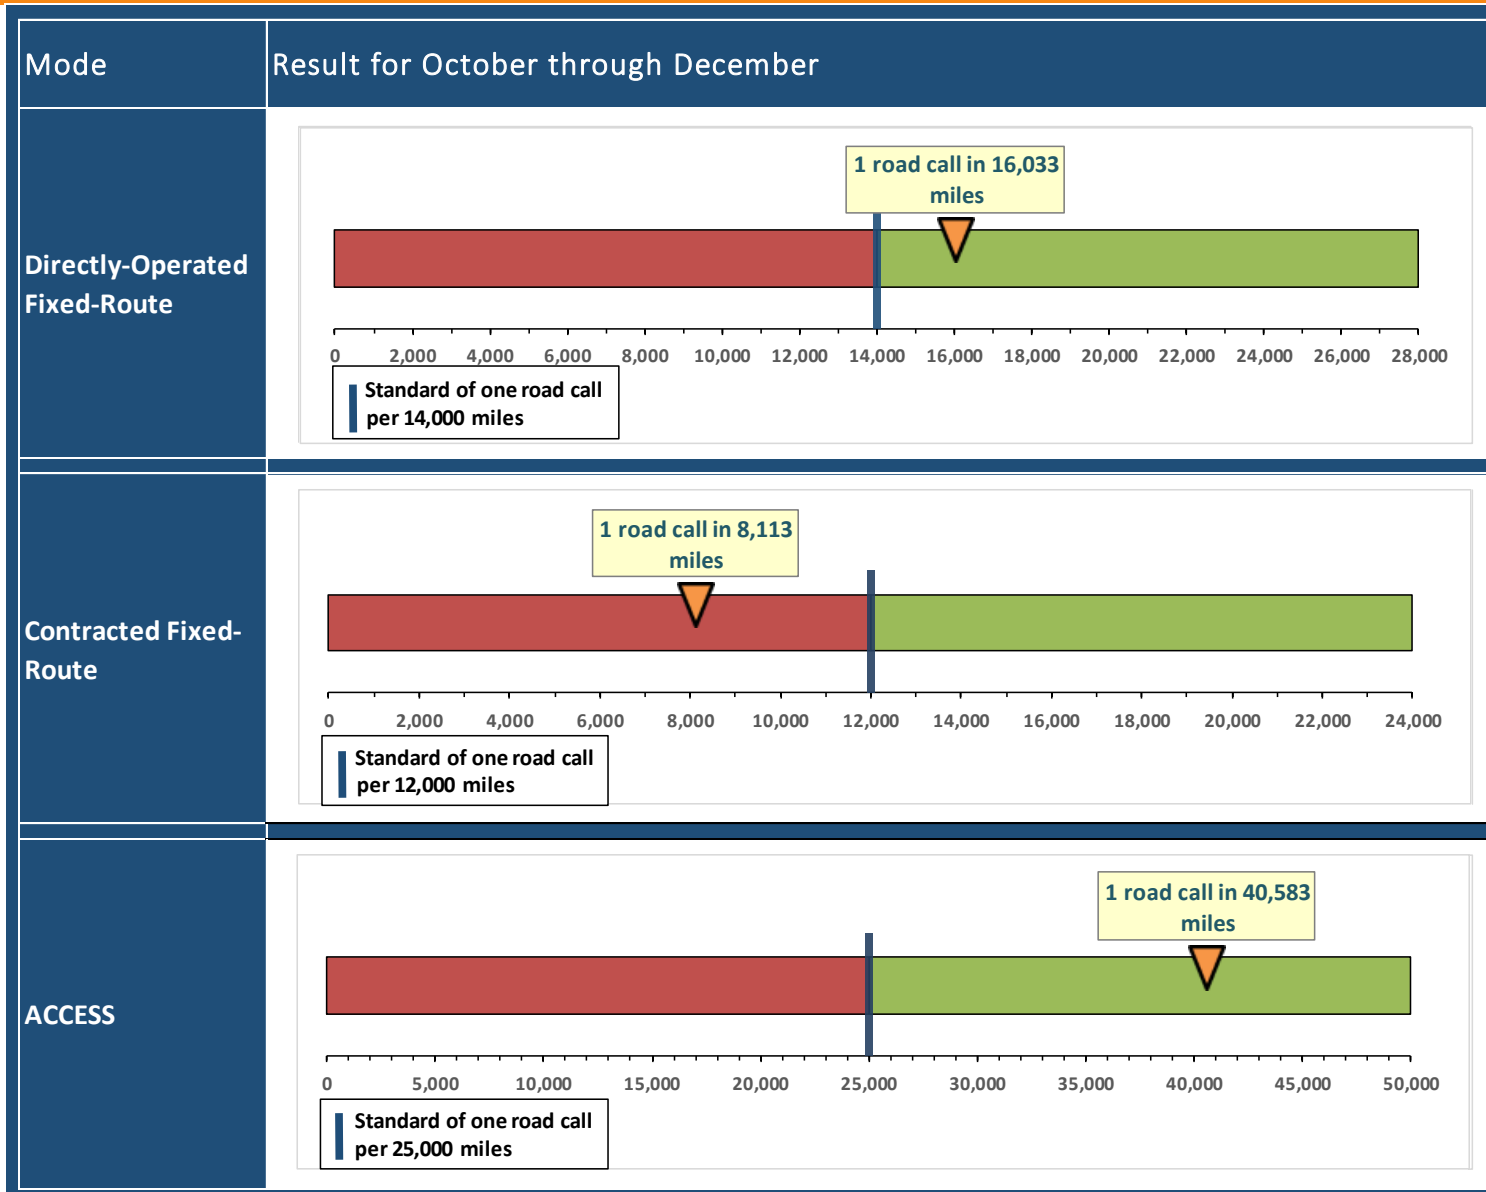 Mode
Result for October through December
Directly-Operated
Fixed-Route
1 road call in 16,033
miles
0 2,000 4,000 6,000 8,000 10,000 12,000 14,000 16,000 18,000 20,000 22,000 24,000 26,000 28,000
Standard of one road call
per 14,000 miles
Contracted Fixed-
Route
1 road call in 8,113
miles
0 2,000 4,000 6,000 8,000 10,000 12,000 14,000 16,000 18,000 20,000 22,000 24,000
Standard of one road call
per 12,000 miles
ACCESS
1 road call in 40,583
miles
0 5,000 10,000 15,000 20,000 25,000 30,000 35,000 40,000 45,000 50,000
Standard of one road call
per 25,000 miles